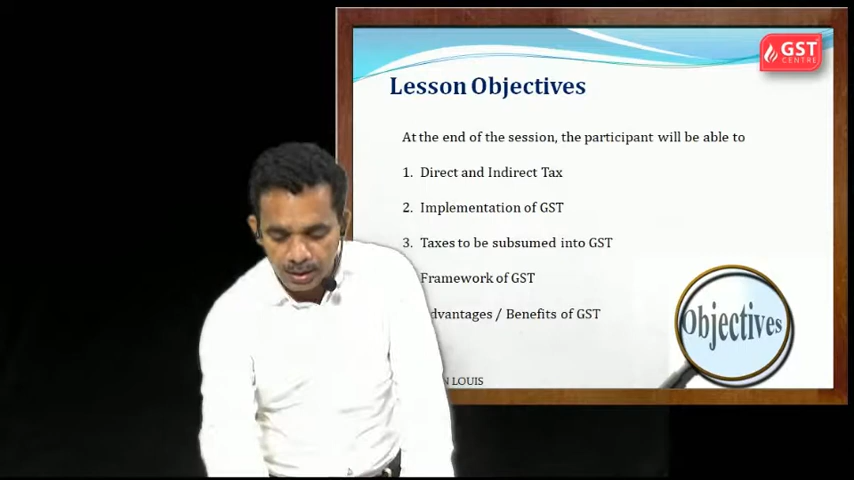 GST
CENTRE
Lesson Objectives
At the end of the session, the participant will be able to
1. Direct and Indirect Tax
2. Implementation of GST
3. Taxes to be subsumed into GST
Framework of GST
/ Benefits of GST
Objectives
LOUIS